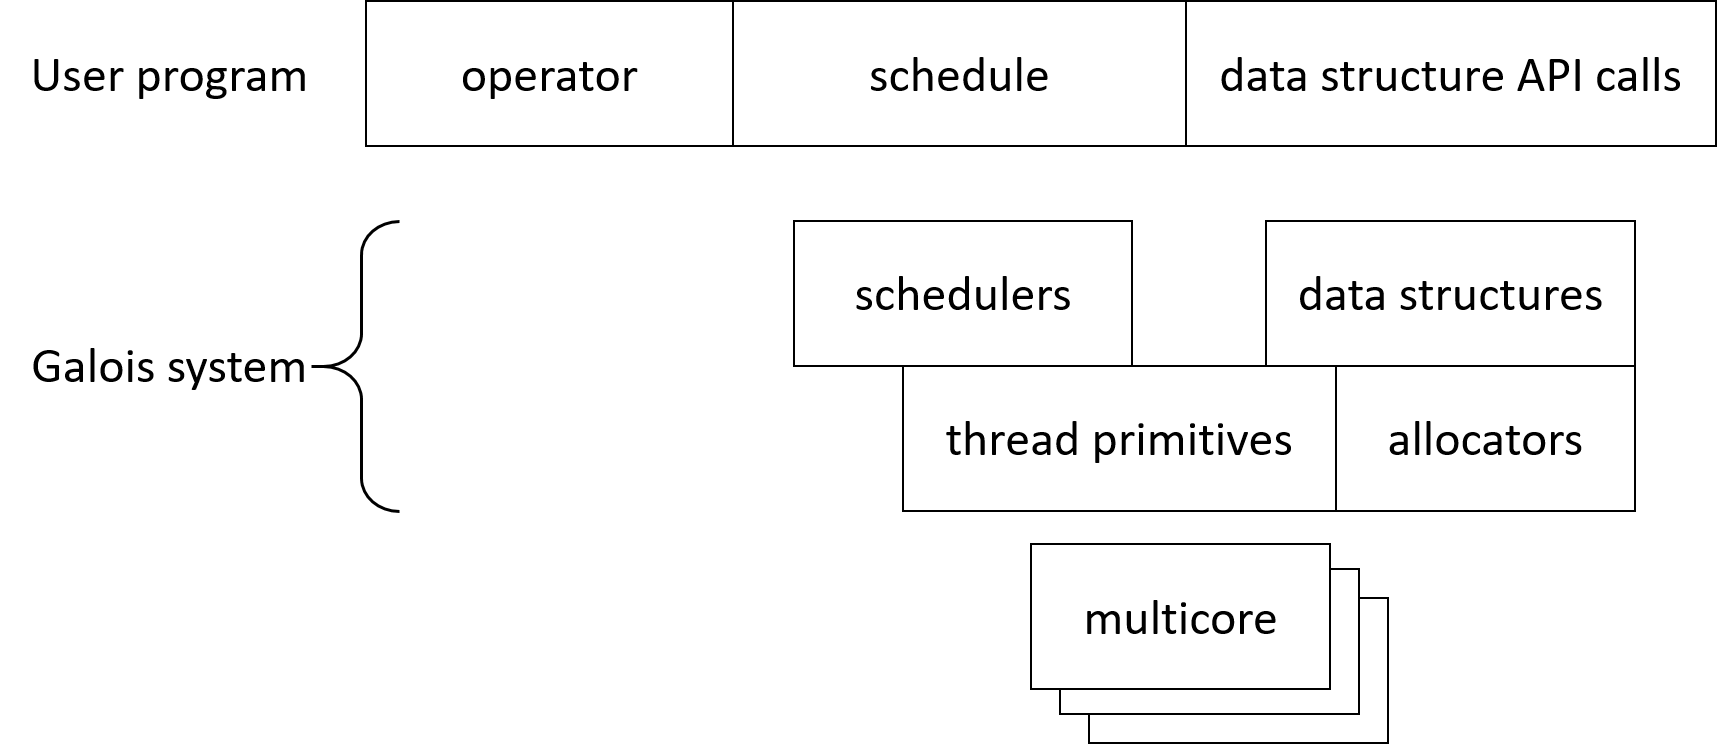 User program
operator
schedule
data structure API calls
schedulers
data structures
Galois system
thread primitives
allocators
multicore